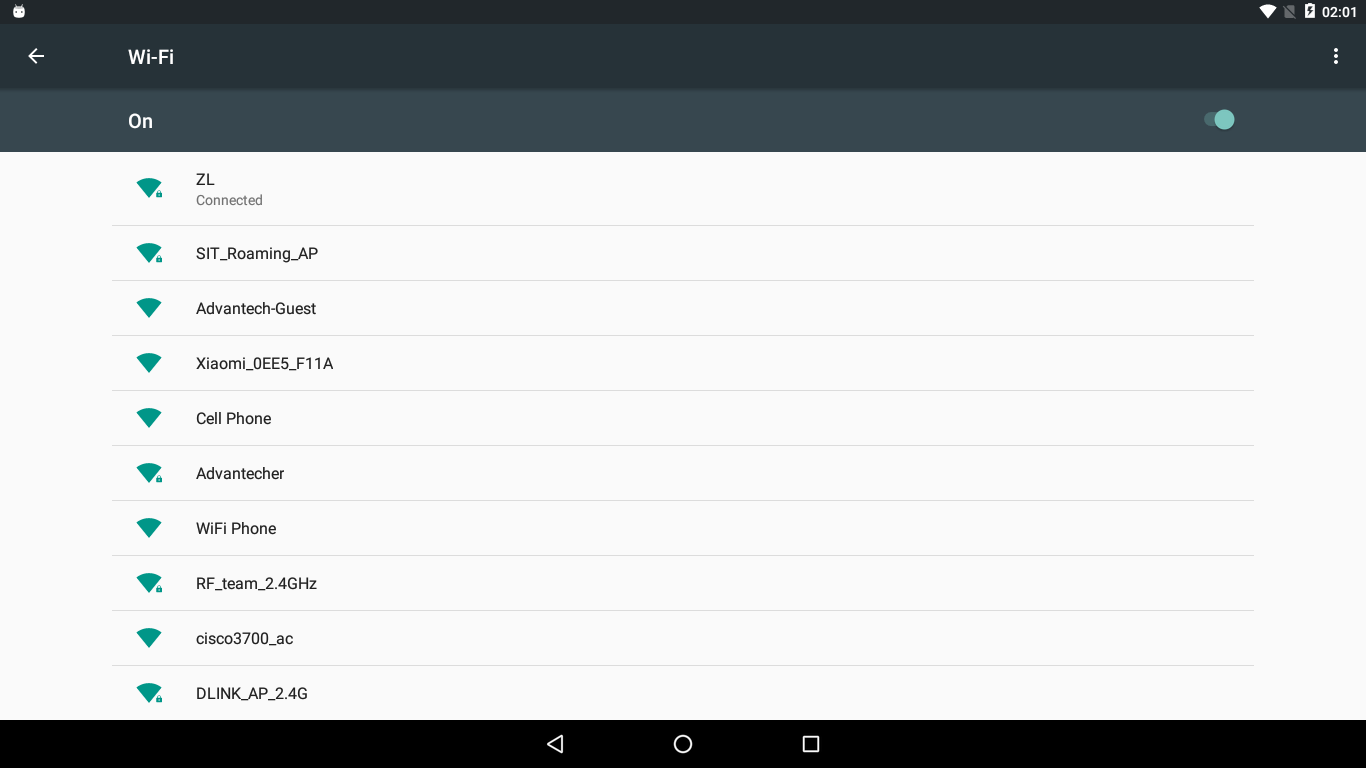 02:01
Wi-Fi
On
ZL
Connected
SIT_Roaming_AP
Advantech-Guest
Xiaomi_0EE5_F11A
Cell Phone
Advantecher
WiFi Phone
RF_team_2.4GHz
cisco3700_ac
DLINK_AP_2.4G